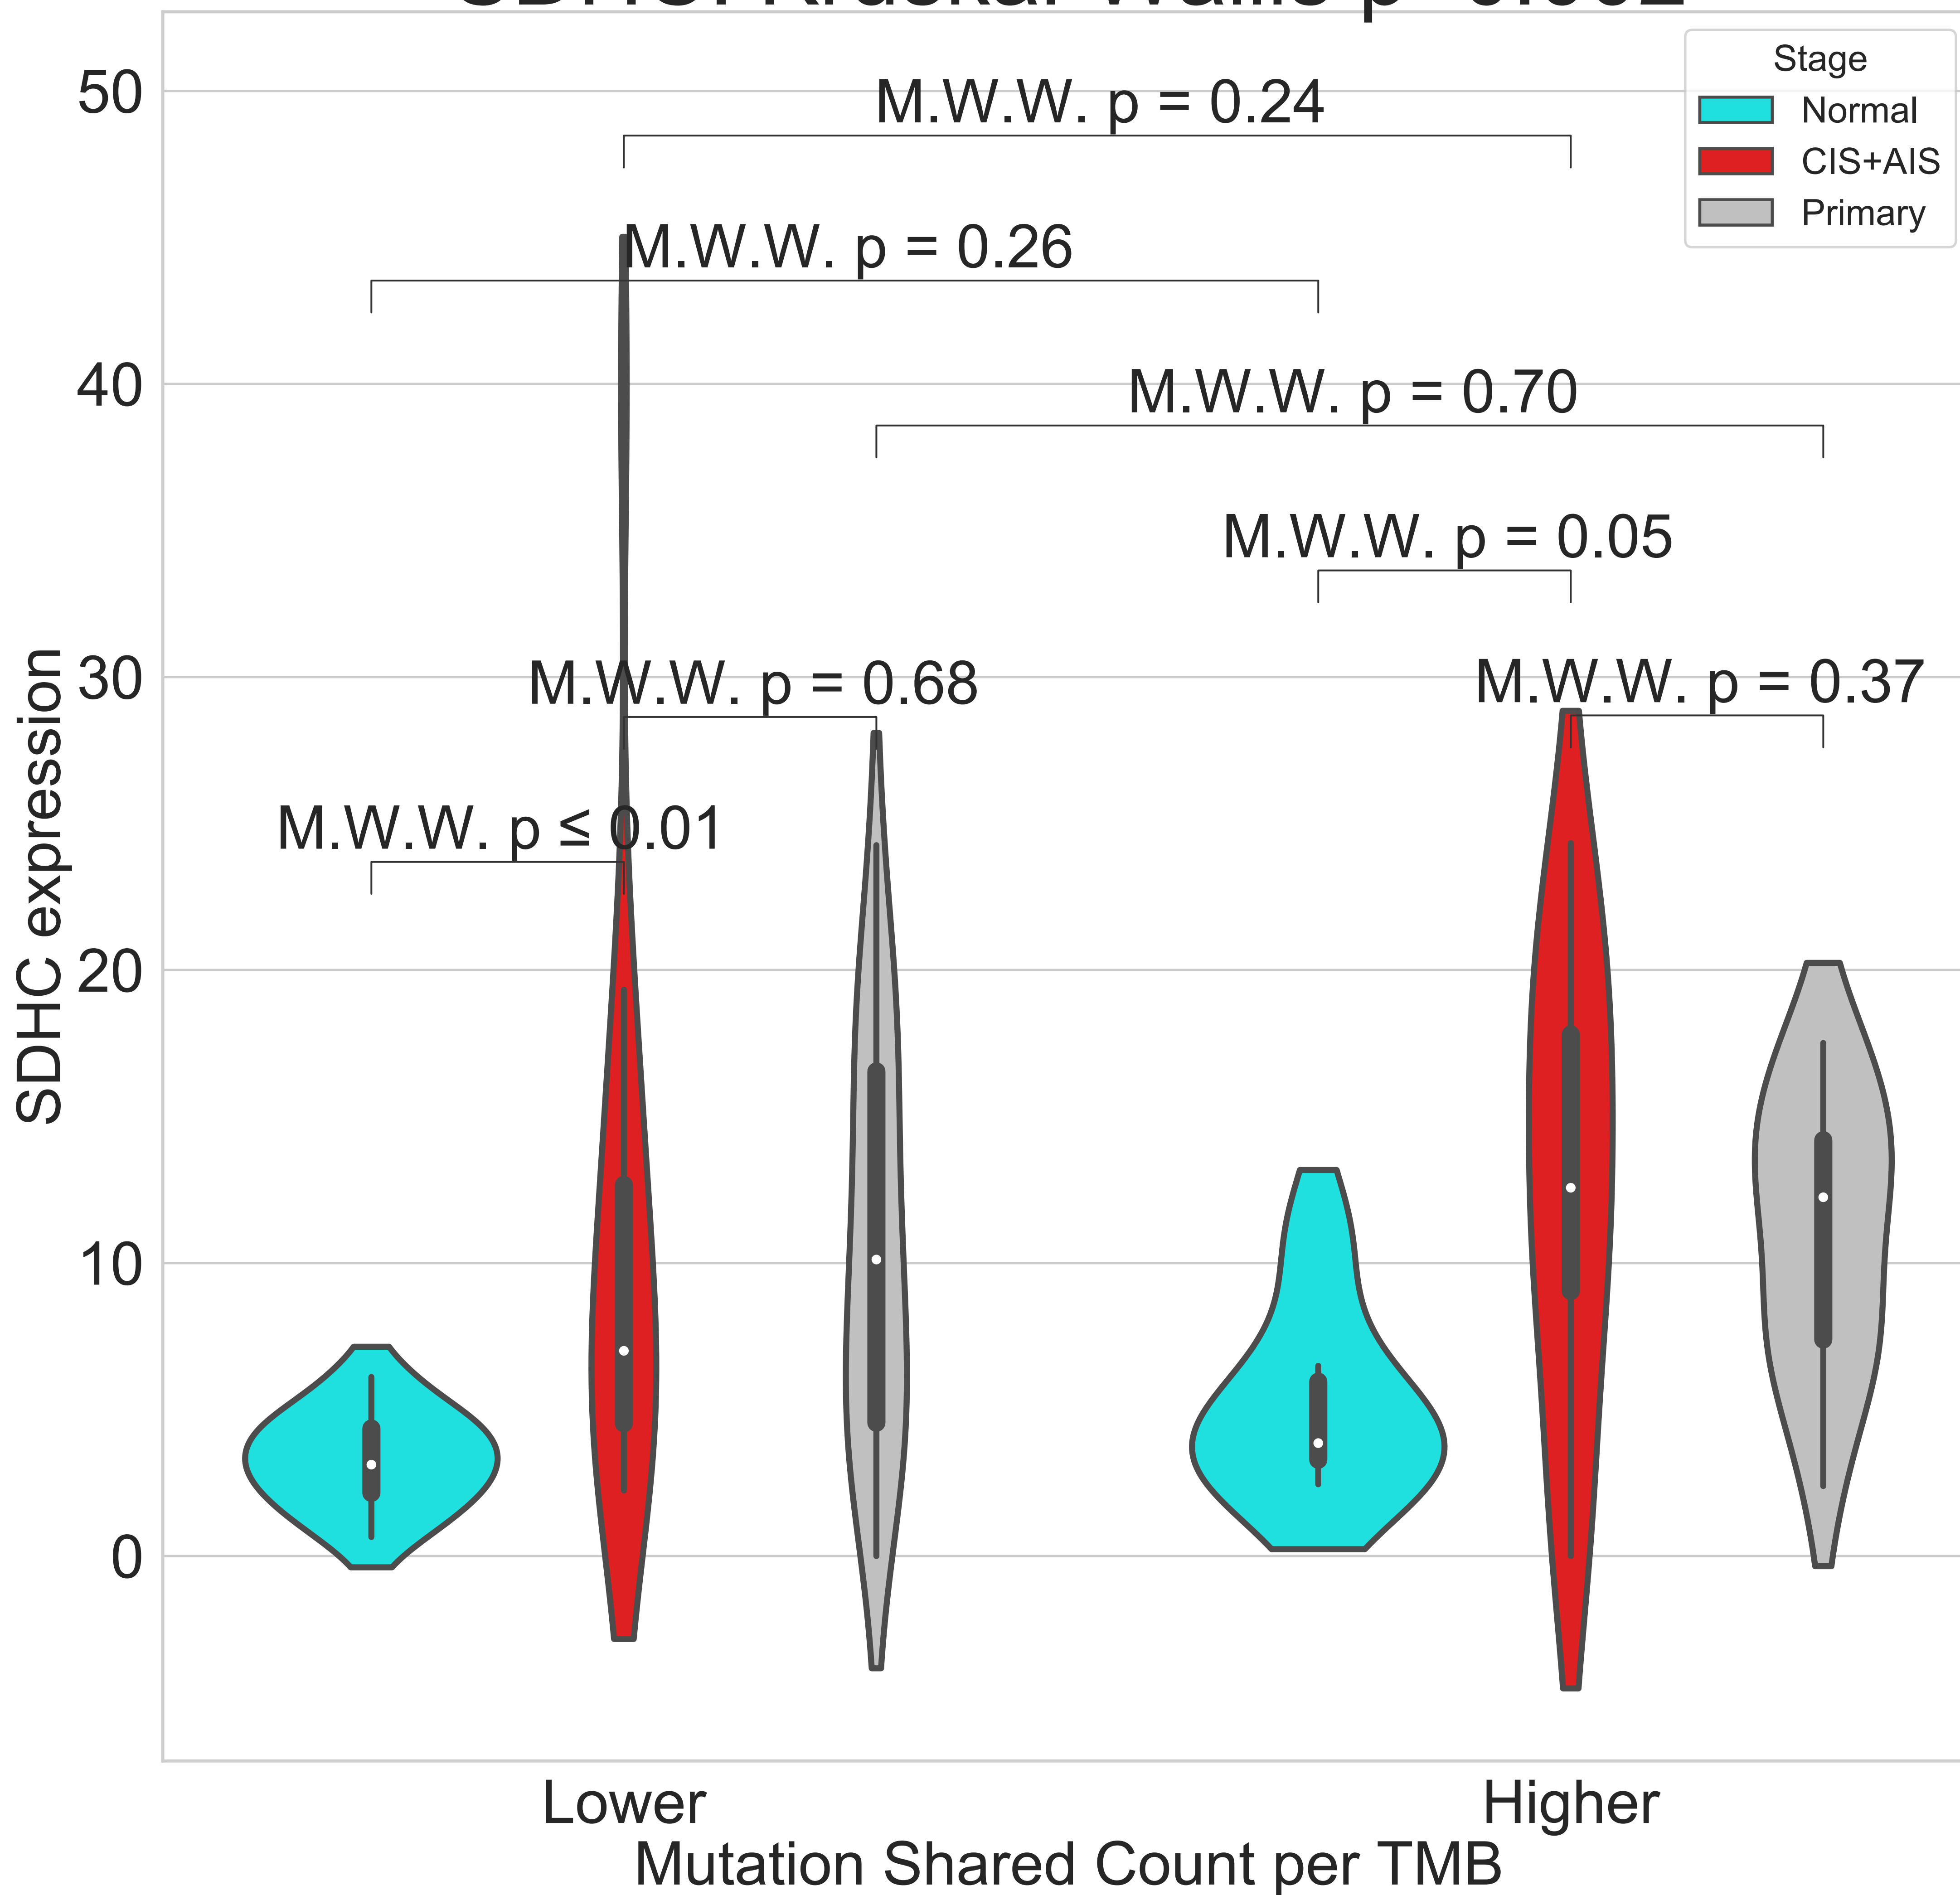 Stage
Normal
CIS+AIS
Primary
50
40
30
20
10
0
SDHC expression
M.W.W. p = 0.24
M.W.W. p = 0.26
M.W.W. p = 0.70
M.W.W. p = 0.05
M.W.W. p = 0.68
M.W.W. p = 0.37
M.W.W. p ≤ 0.01
Lower
Higher
Mutation Shared Count per TMB